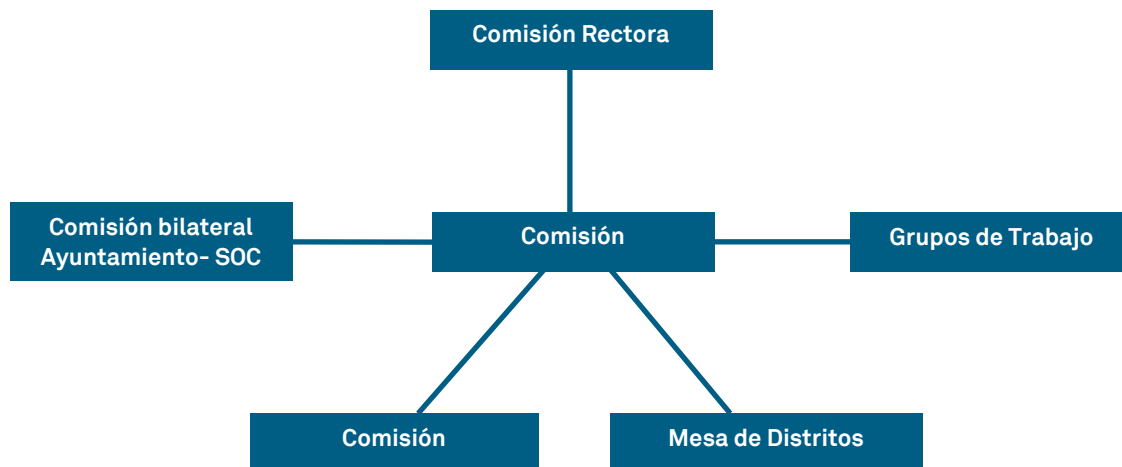 Comisión Rectora
Comisión bilateral
Ayuntamiento- SOC
Comisión
Grupos de Trabajo
Comisión
Mesa de Distritos